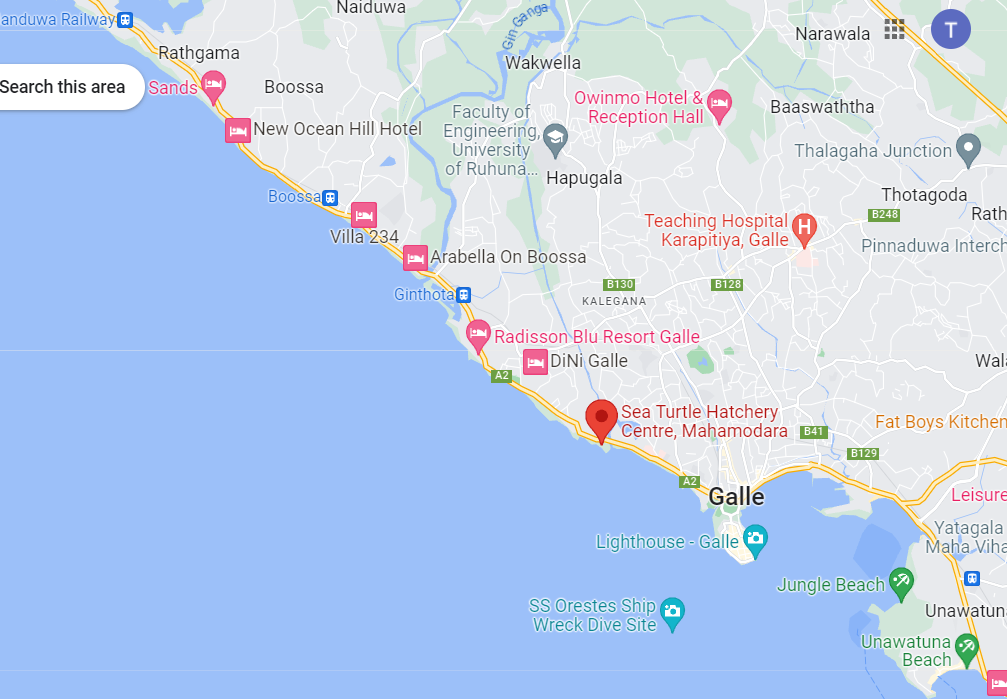 Naiduwa
anduwa Railway
Gin Ganga
T
Narawala
Rathgama
Wakwella
Search this area
Sands
Boossa
Owinmo Hotel &
Reception Hall
Baaswaththa
Faculty of
Engineering,
University
of Ruhuna...
New Ocean Hill Hotel
Thalagaha Junction
Hapugala
Boossa
Thotagoda
B248
Rath
Villa 234
Teaching Hospital
Karapitiya, Galle
H
Pinnaduwa Interch
Arabella On Boossa
Ginthota
B130
B128
KALEGANA
Radisson Blu Resort Galle
DiNi Galle
Wala
A2
Sea Turtle Hatchery
Centre, Mahamodara
B41
Fat Boys Kitchen
B129
A2
Galle
Leisure
Lighthouse - Galle
Yatagala
Maha Viha
Jungle Beach
SS Orestes Ship
Wreck Dive Site
Unawatun
Unawatuna
Beach